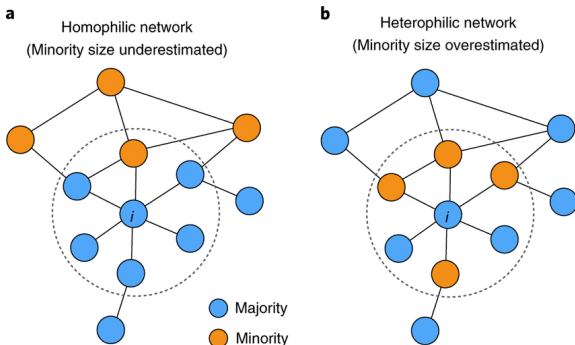 a
Homophilic network
(Minority size underestimated)
i
b
Heterophilic network
(Minority size overestimated)
i
Majority
Minority